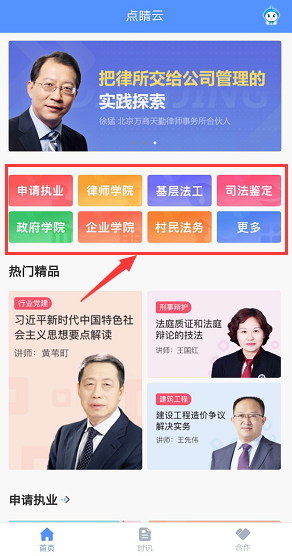 点睛云
把律所交给公司管理的
实践探索
徐猛 北京万商天勤律师事务所合伙人
申请执业
律师学院
基层法工
司法鉴定
政府学院
企业学院
村民法务
更多
热门精品
行业党建
习近平新时代中国特色社
会主义思想要点解读
讲师：黄苇町
刑事辩护
法庭质证和法庭
辩论的技法
讲师：王国红
建筑工程
建设工程造价争议
解决实务
讲师：王先伟
申请执业
首页
时讯
合作